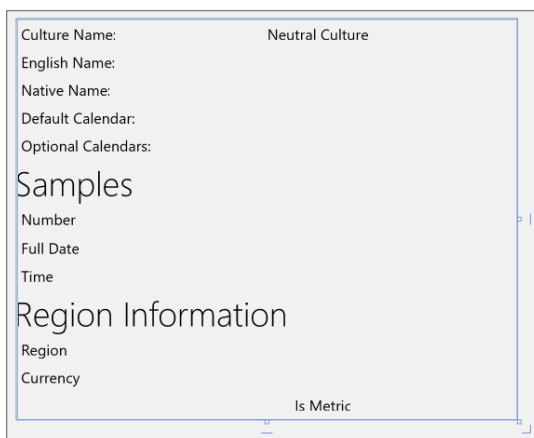 Culture Name: Neutral Culture
English Name:
Native Name:
Default Calendar:
Optional Calendars:
Samples
Number
Full Date
Time
Region Information
Region
Currency
Is Metric